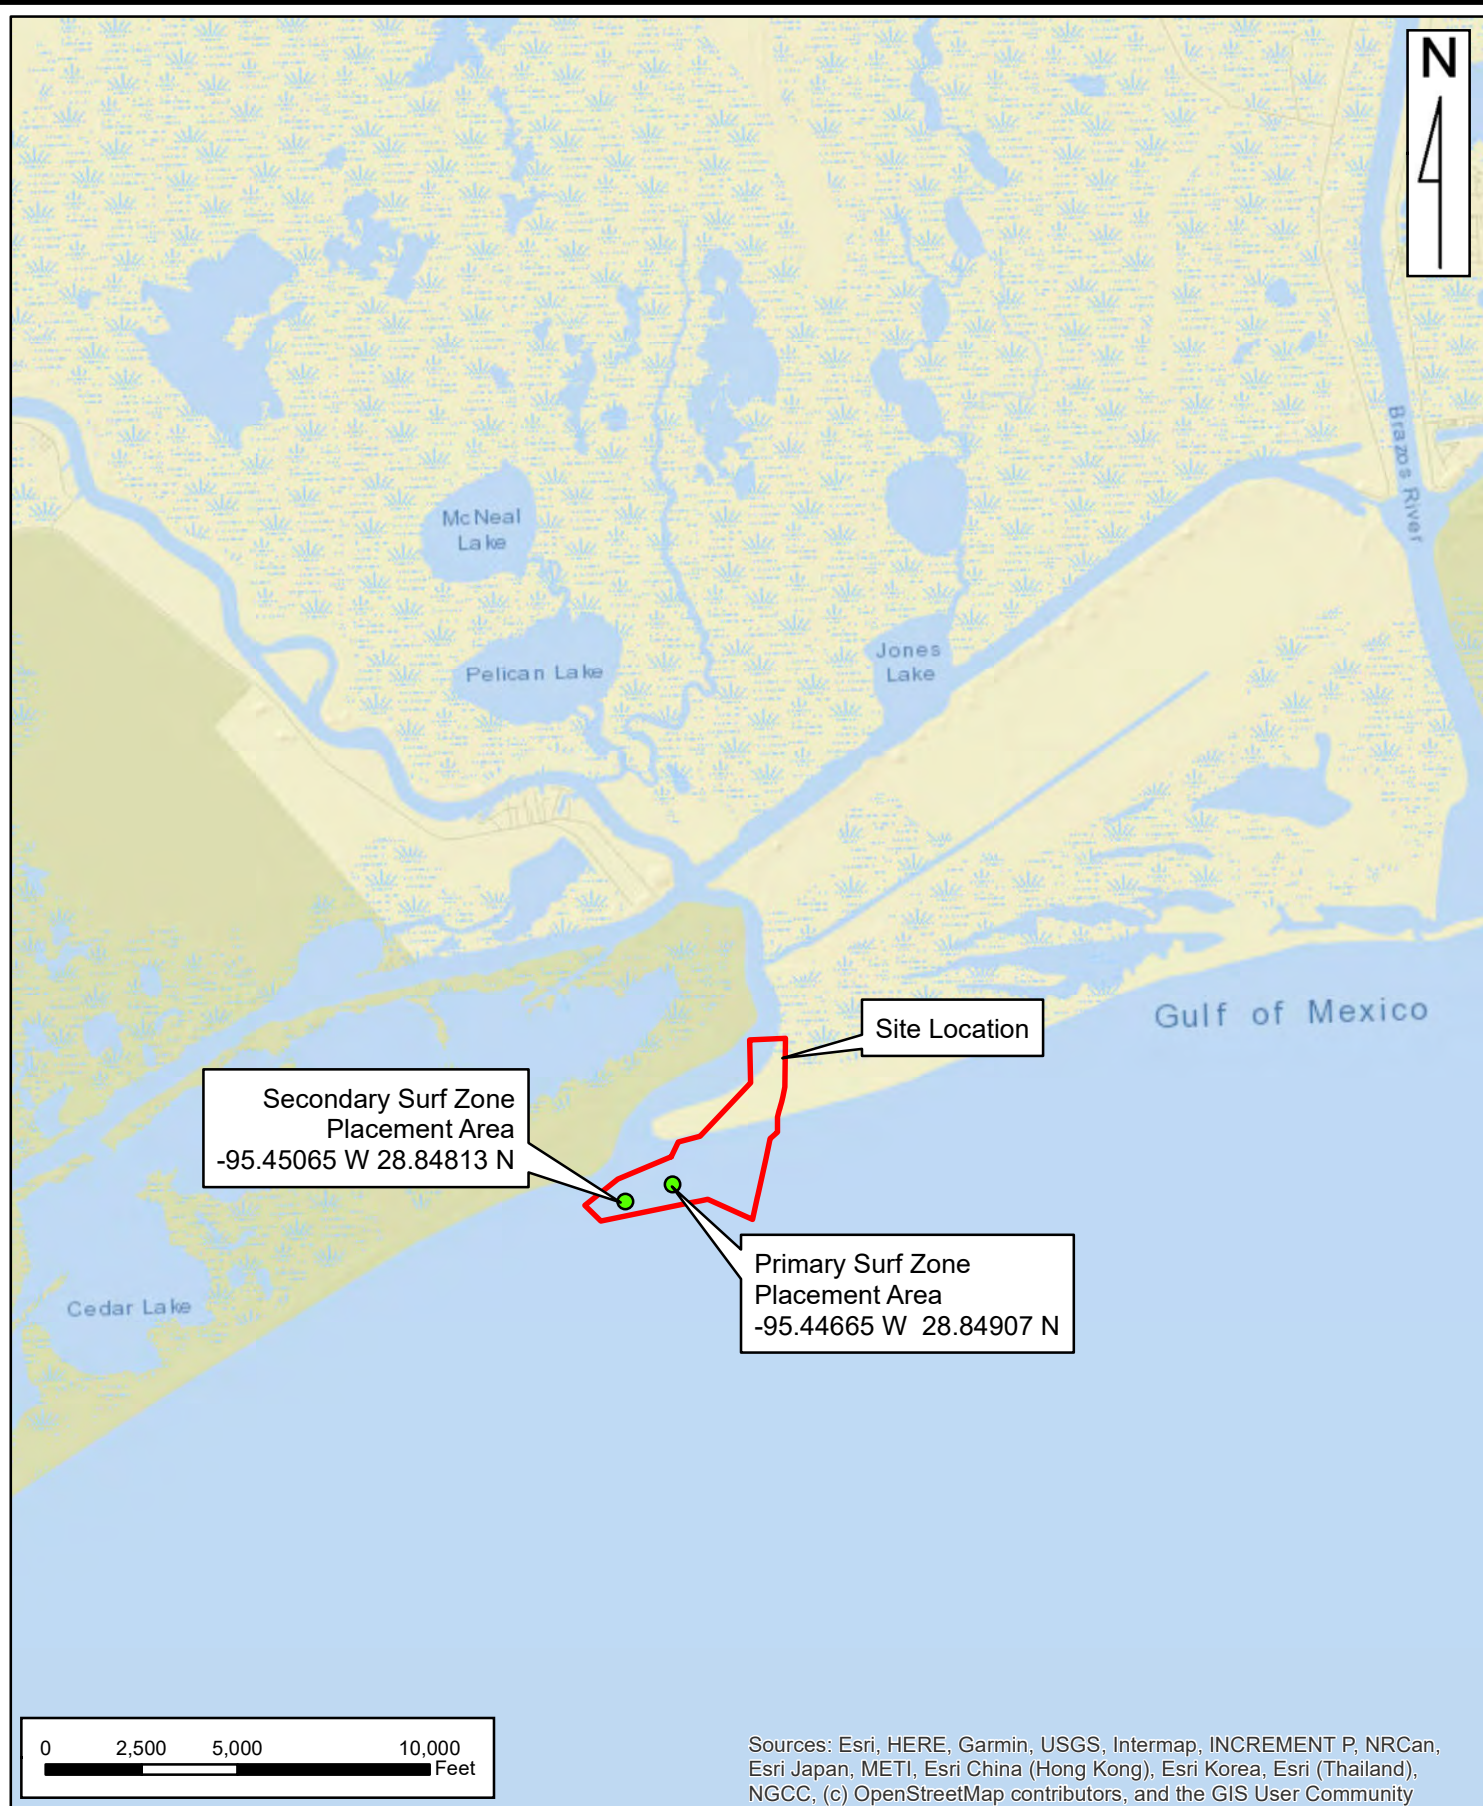 N
Brazos River
McNeal
Lake
Pelican Lake
Jones
Lake
Gulf of Mexico
Site Location
Secondary Surf Zone
Placement Area
-95.45065 W 28.84813 N
Primary Surf Zone
Placement Area
-95.44665 W  28.84907 N
Cedar Lake
0 2,500 5,000 10,000
Feet
Sources: Esri, HERE, Garmin, USGS, Intermap, INCREMENT P, NRCan,
Esri Japan, METI, Esri China (Hong Kong), Esri Korea, Esri (Thailand),
NGCC, (c) OpenStreetMap contributors, and the GIS User Community